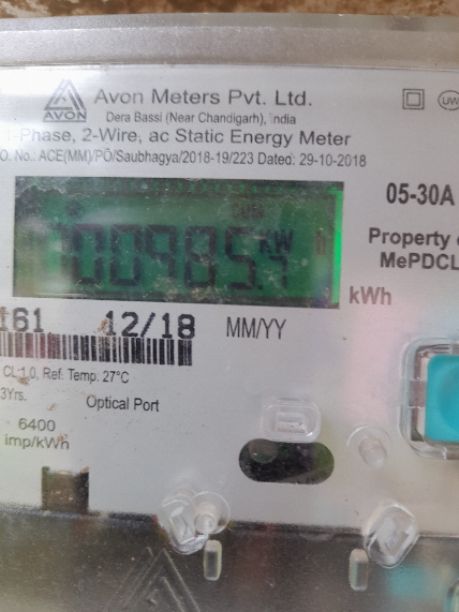 AVON
Avon Meters Pvt. Ltd.
Dera Bassi (Near Chandigarh), India
1-Phase, 2-Wire, ac Static Energy Meter
O. No.: ACE(MM)/PO/Saubhagya/2018-19/223 Dated: 29-10-2018
05-30A
Property
MePDCL
kW
kWh
161 12/18 MM/YY
CL 1.0, Ref. Temp. 27°C
3Yrs. Optical Port
6400
imp/kWh